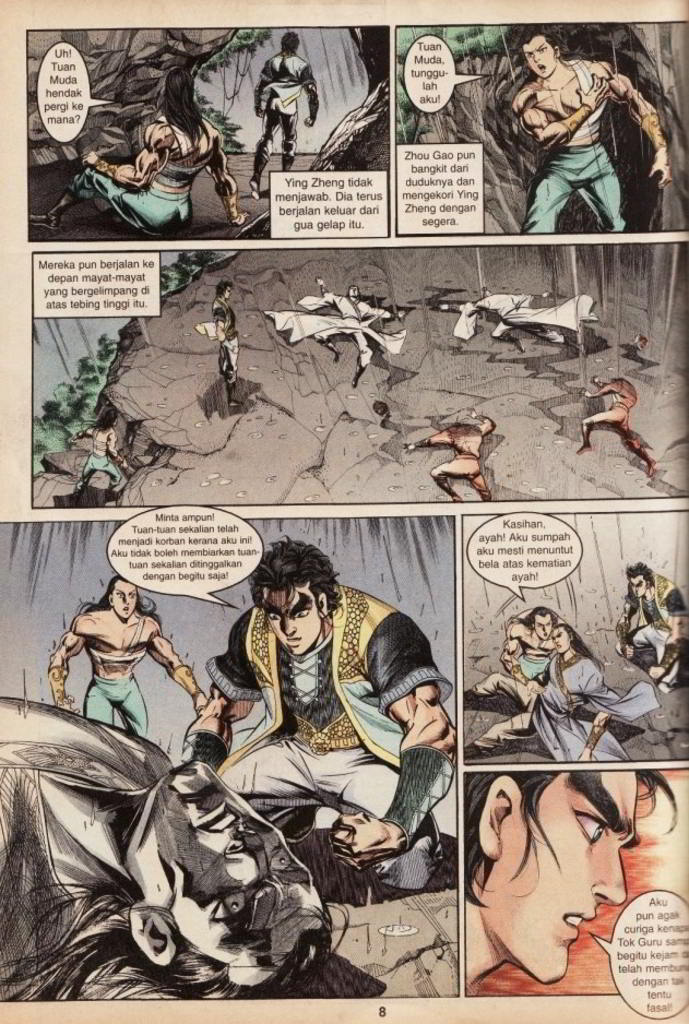 Uh!
Tuan
Muda
hendak
pergi ke
mana?
Ying Zheng tidak
menjawab. Dia terus
berjalan keluar dari
gua gelap itu.
Tuan
Muda,
tunggu-
lah
aku!
Zhou Gao pun
bangkit dari
duduknya dan
mengekori Ying
Zheng dengan
segera.
Mereka pun berjalan ke
depan mayat-mayat
yang bergelimpang di
atas tebing tinggi itu.
Minta ampun!
Tuan-tuan sekalian telah
menjadi korban kerana aku ini!
Aku tidak boleh membiarkan tuan-
tuan sekalian ditinggalkan
dengan begitu saja!
Kasihan,
ayah! Aku sumpah
aku mesti menuntut
bela atas kematian
ayah!
Aku
pun agak
curiga
Tok Guru
begitu kejam
telah
dengan
tentu
fasal!
8